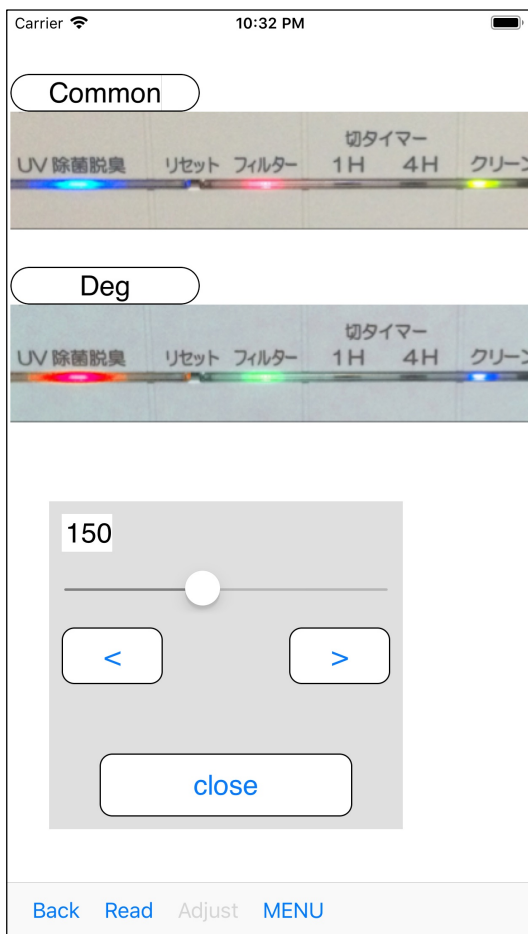 Carrier 10:32 PM
Common
切タイマー
UV 除菌脱臭 リセット フィルター 1H 4H クリーン
Deg
切タイマー
UV 除菌脱臭 リセット フィルター 1H 4H クリーン
150
< >
close
Back Read Adjust MENU